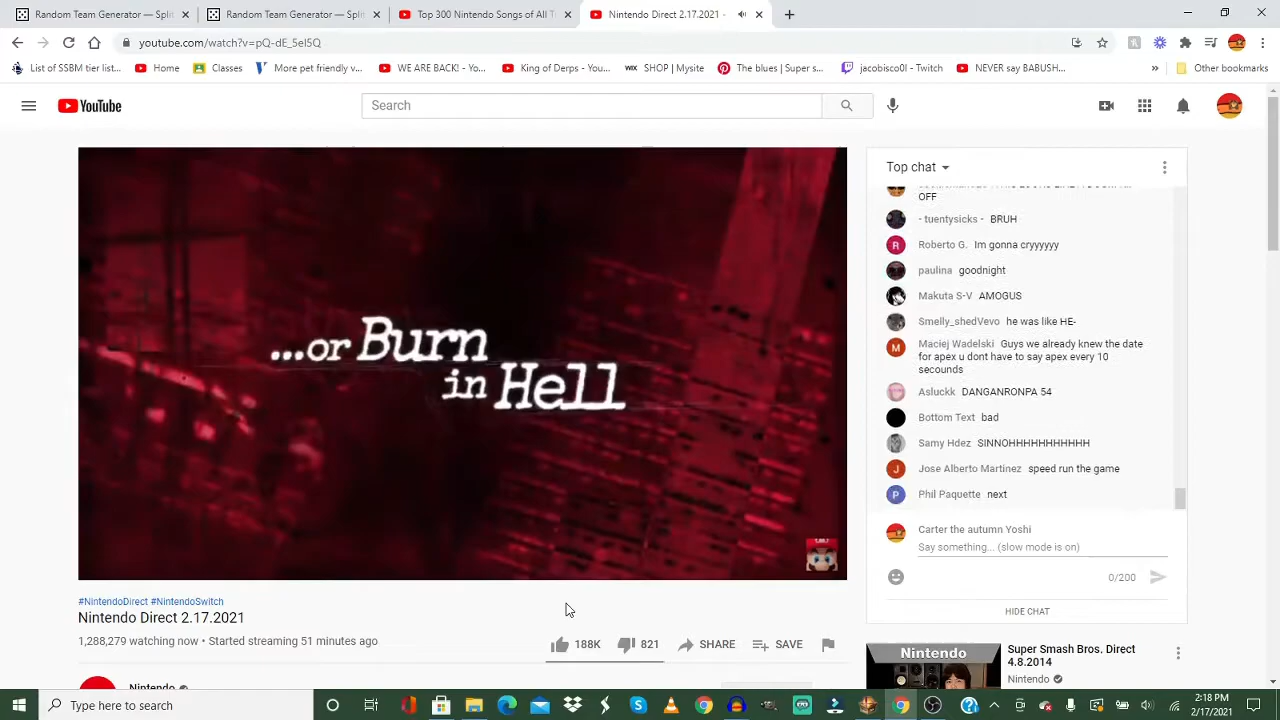 Random Team Generator — Split
Random Team Generator — Split
Top 300 Nintendo Songs of All T
Nintendo Direct 2.17.2021 -
youtube.com/watch?v=pQ-dE_5eI5Q
List of SSBM tier list...
Home
Classes
More pet friendly v...
WE ARE BACK! - Yo...
King of Derps - You...
WIX SHOP | Mysite
The blues | Super s...
jacobisco0l - Twitch
NEVER say BABUSH...
»
Other bookmarks
YouTube
Search
Top chat
OFF
- tuentysicks - BRUH
Roberto G. Im gonna cryyyyyy
paulina goodnight
Makuta S-V AMOGUS
Smelly_shedVevo he was like HE-
Maciej Wadelski Guys we already knew the date
for apex u dont have to say apex every 10
secounds
Asluckk DANGANRONPA 54
Bottom Text bad
Samy Hdez SINNOHHHHHHHHHHH
Jose Alberto Martinez speed run the game
Phil Paquette next
Carter the autumn Yoshi
Say something... (slow mode is on)
0/200
HIDE CHAT
...or Burn
in Hell
#NintendoDirect #NintendoSwitch
Nintendo Direct 2.17.2021
1,288,279 watching now • Started streaming 51 minutes ago
188K
821
SHARE
SAVE
Nintendo
Nintendo
Super Smash Bros. Direct
4.8.2014
Nintendo
Type here to search
2:18 PM
2/17/2021